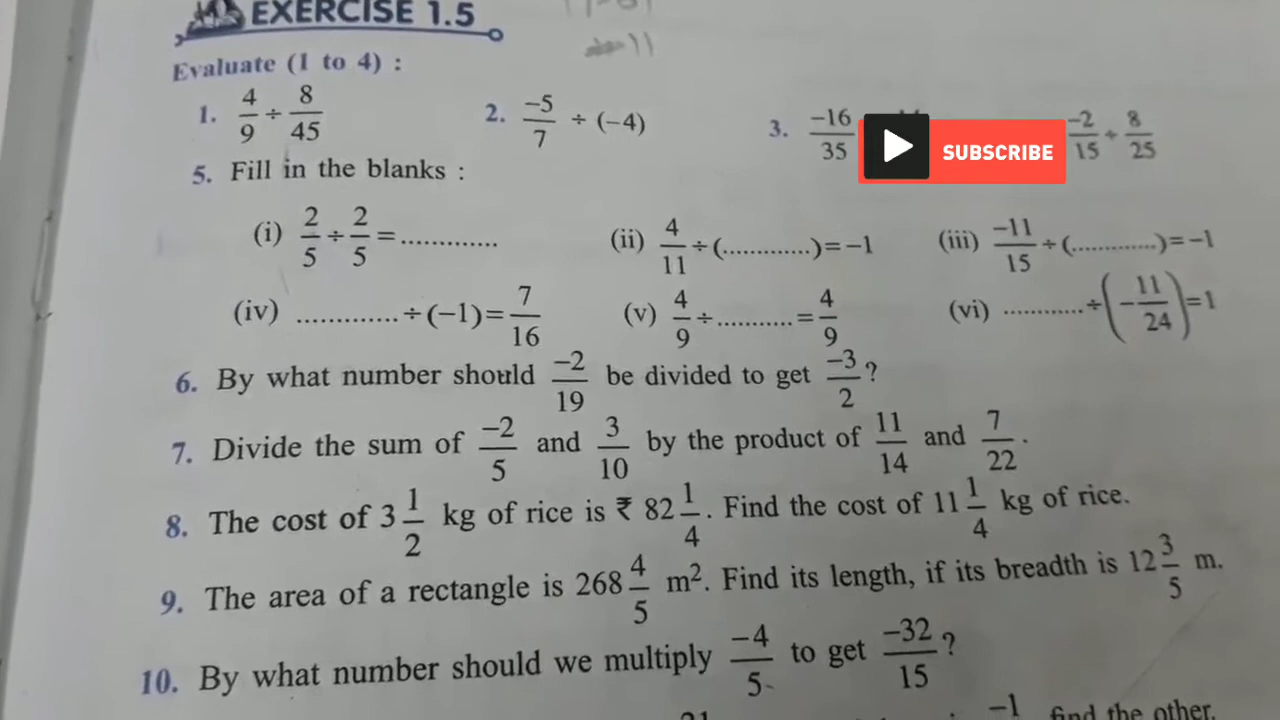 EXERCISE 1.5
Evaluate (1 to 4) :
1. 4/9 ÷ 8/45 2. -5/7 ÷ (-4) 3. -16/35 SUBSCRIBE -2/15 ÷ 8/25
5. Fill in the blanks :
(i) 2/5 ÷ 2/5 = ............. (ii) 4/11 ÷ (.............) = -1 (iii) -11/15 ÷ (.............) = -1
(iv) ............. ÷ (-1) = 7/16 (v) 4/9 ÷ ........... = 4/9 (vi) ............ ÷ (-11/24) = 1
6. By what number should -2/19 be divided to get -3/2 ?
7. Divide the sum of -2/5 and 3/10 by the product of 11/14 and 7/22.
8. The cost of 3 1/2 kg of rice is ₹ 82 1/4. Find the cost of 11 1/4 kg of rice.
9. The area of a rectangle is 268 4/5 m². Find its length, if its breadth is 12 3/5 m.
10. By what number should we multiply -4/5 to get -32/15 ?
-1 find the other.